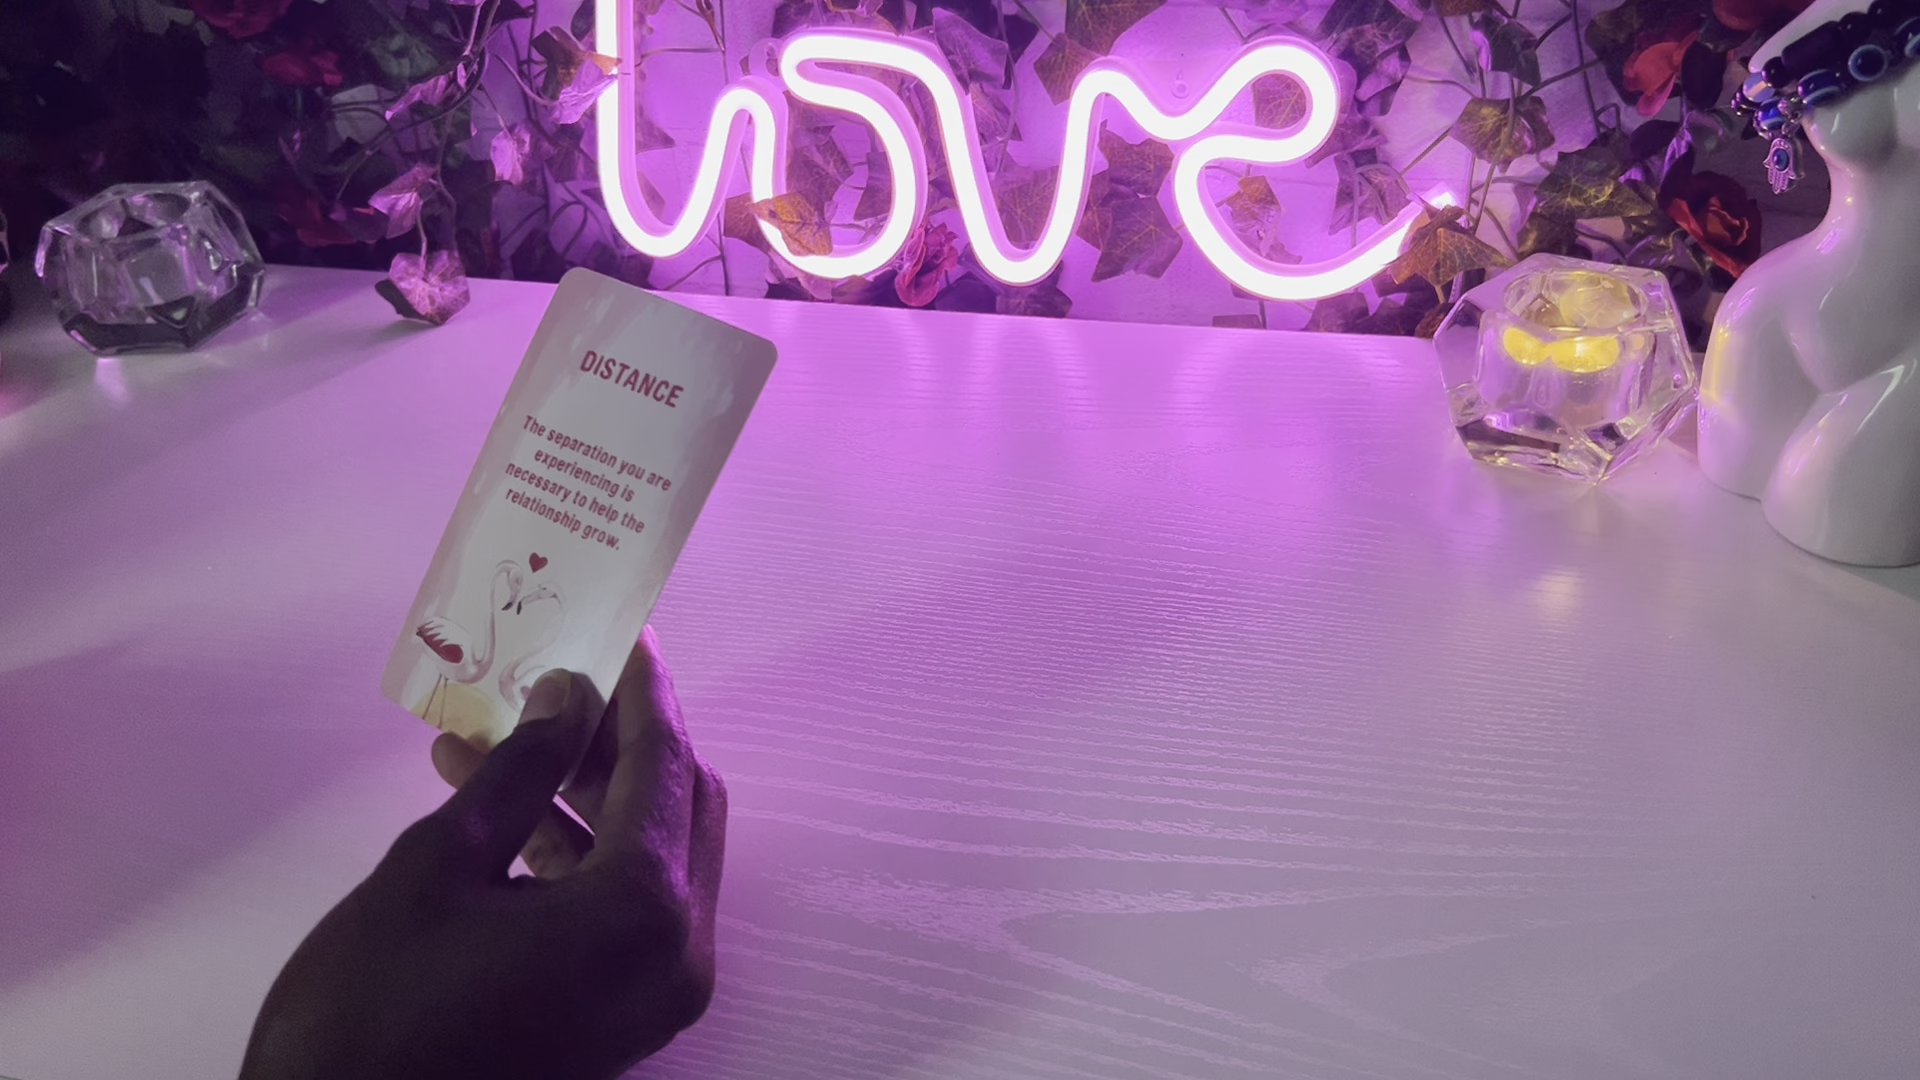 love
DISTANCE
The separation you are
experiencing is
necessary to help the
relationship grow.